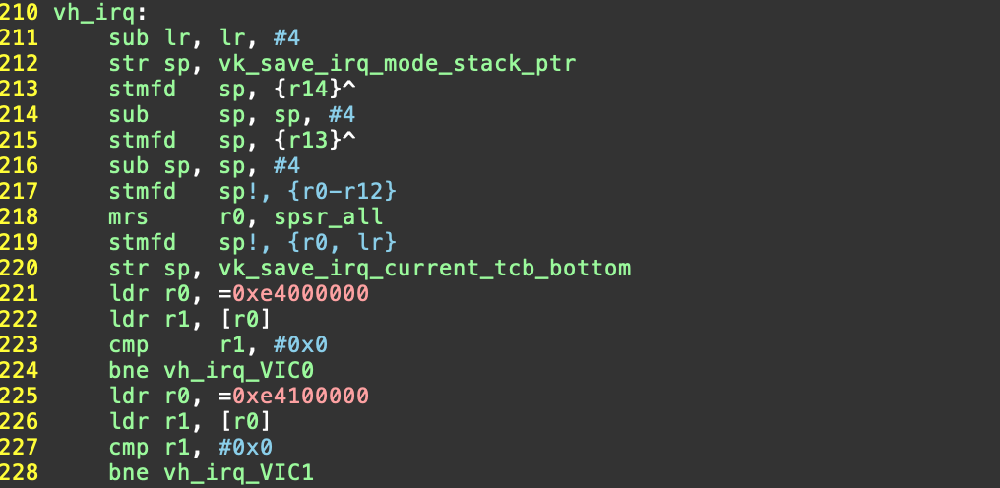 210 vh_irq:
211     sub lr, lr, #4
212     str sp, vk_save_irq_mode_stack_ptr
213     stmfd   sp, {r14}^
214     sub     sp, sp, #4
215     stmfd   sp, {r13}^
216     sub sp, sp, #4
217     stmfd   sp!, {r0-r12}
218     mrs     r0, spsr_all
219     stmfd   sp!, {r0, lr}
220     str sp, vk_save_irq_current_tcb_bottom
221     ldr r0, =0xe4000000
222     ldr r1, [r0]
223     cmp     r1, #0x0
224     bne vh_irq_VIC0
225     ldr r0, =0xe4100000
226     ldr r1, [r0]
227     cmp r1, #0x0
228     bne vh_irq_VIC1